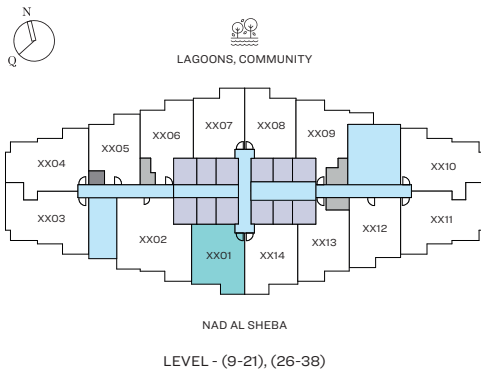 N
Q
LAGOONS, COMMUNITY
XX07 XX08
XX06 XX09
XX05
XX04 XX10
XX03 XX11
XX02 XX12
XX13
XX01 XX14
NAD AL SHEBA
LEVEL - (9-21), (26-38)